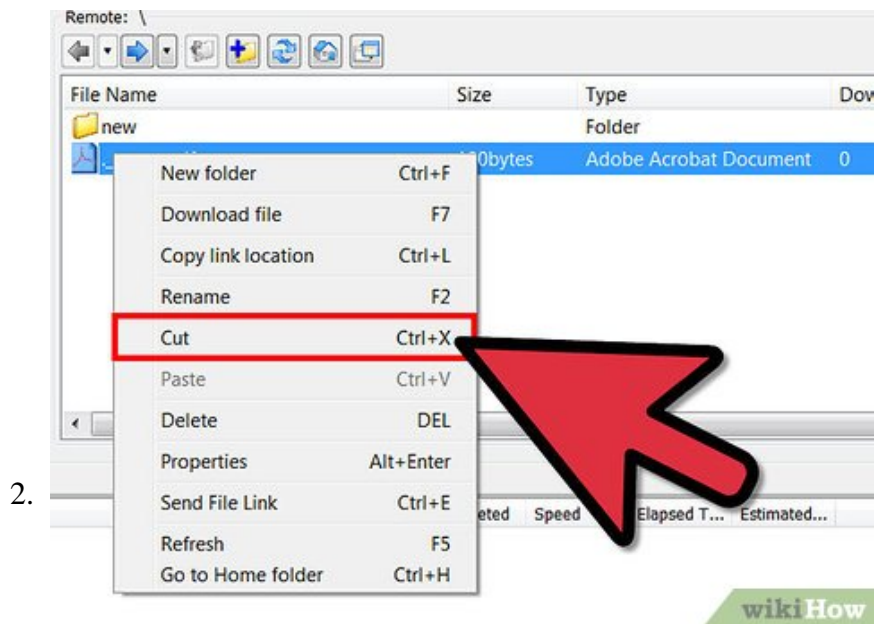 Remote: \
File Name Size Type
new Folder
Adobe Acrobat Document 0
New folder Ctrl+F
Download file F7
Copy link location Ctrl+L
Rename F2
Cut Ctrl+X
Paste Ctrl+V
Delete DEL
Properties Alt+Enter
2.
Send File Link Ctrl+E
Speed Elapsed T... Estimated...
Refresh F5
Go to Home folder Ctrl+H
wikiHow